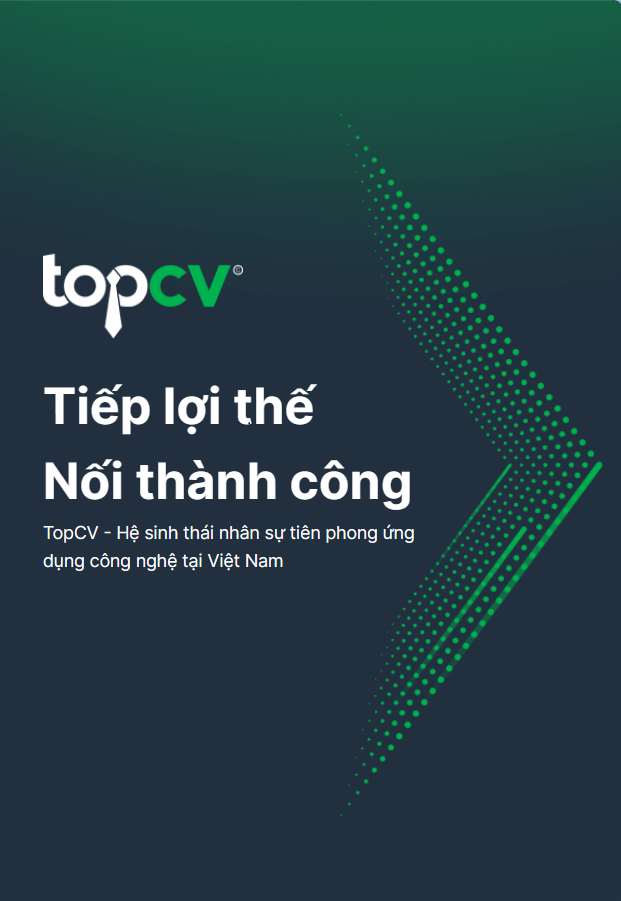 topcv®
Tiếp lợi thế
Nối thành công
TopCV - Hệ sinh thái nhân sự tiên phong ứng
dụng công nghệ tại Việt Nam